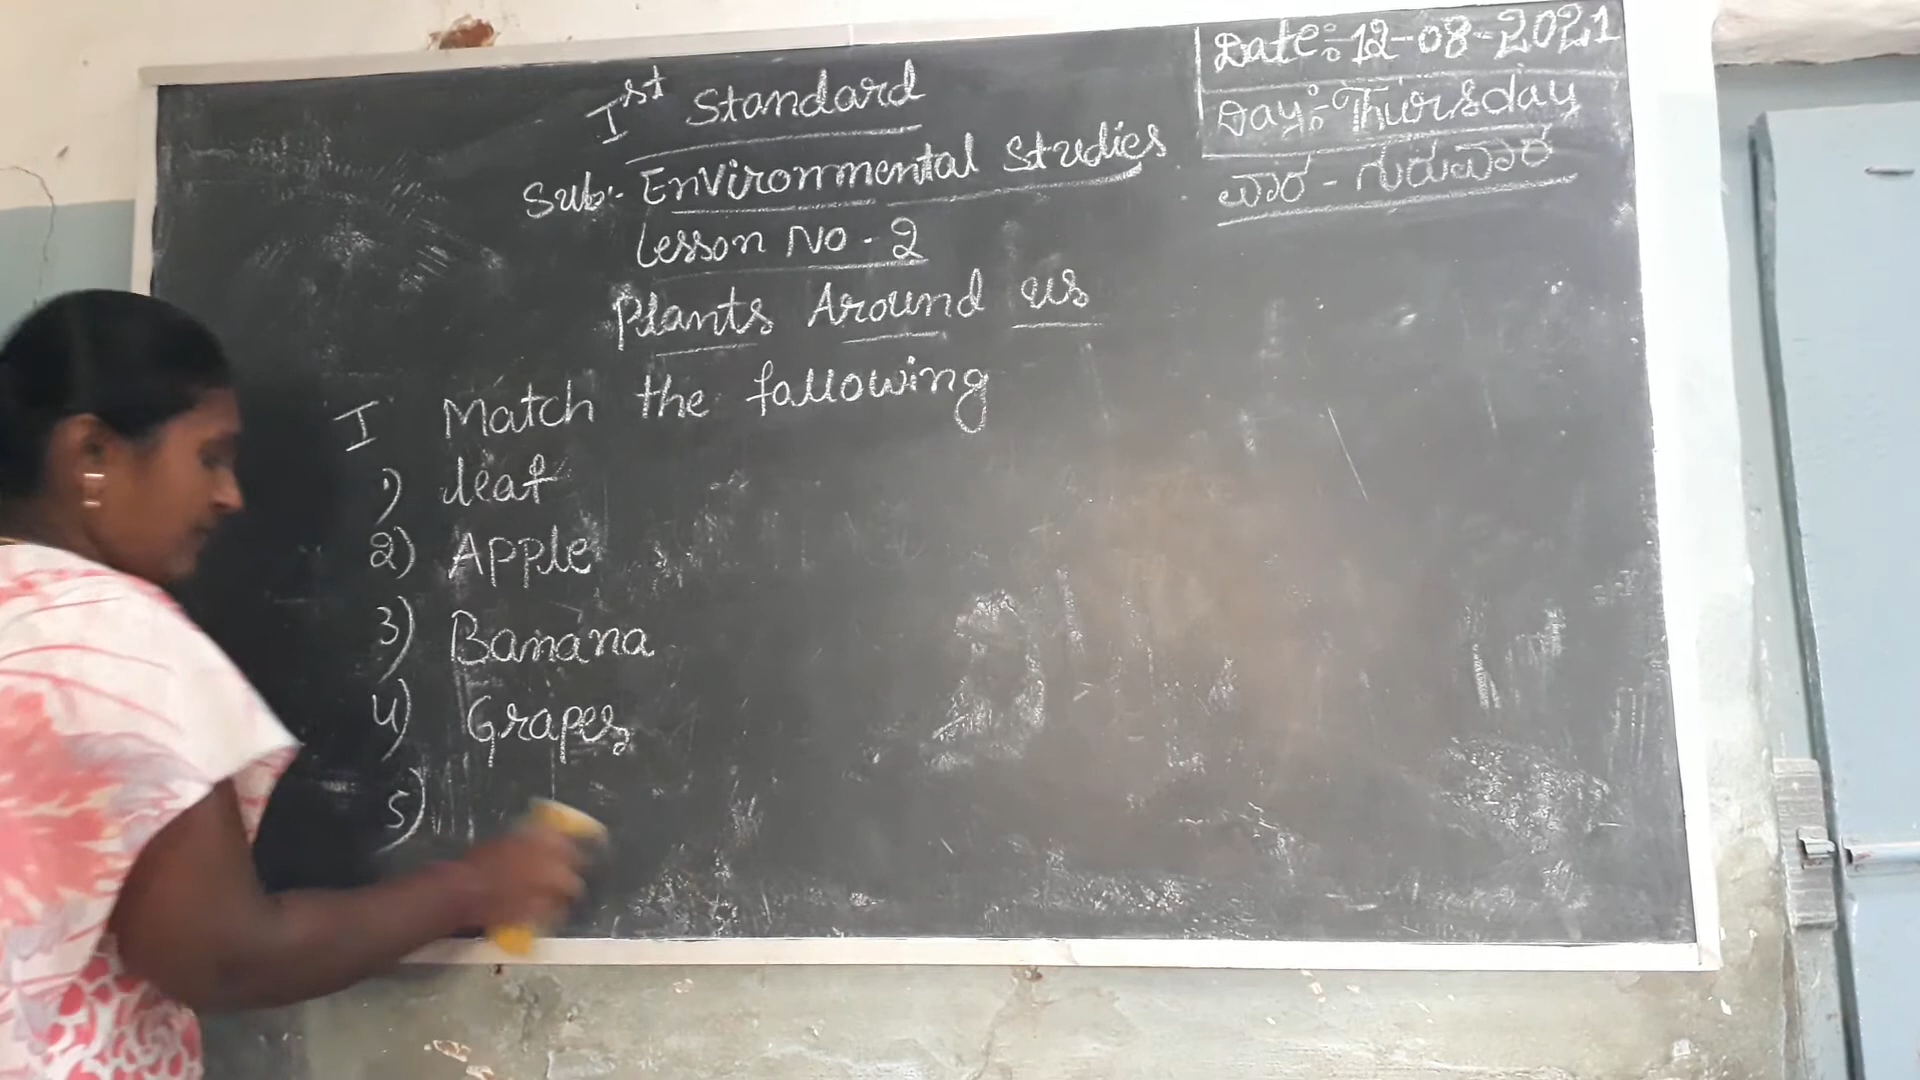 Date:- 12-08-2021
Day:- Thursday
ವಾರ - ಗುರುವಾರ
Ist Standard
Sub:- Environmental Studies
Lesson No - 2
Plants Around us
I Match the following
1) leaf
2) Apple
3) Banana
4) Grapes
5)